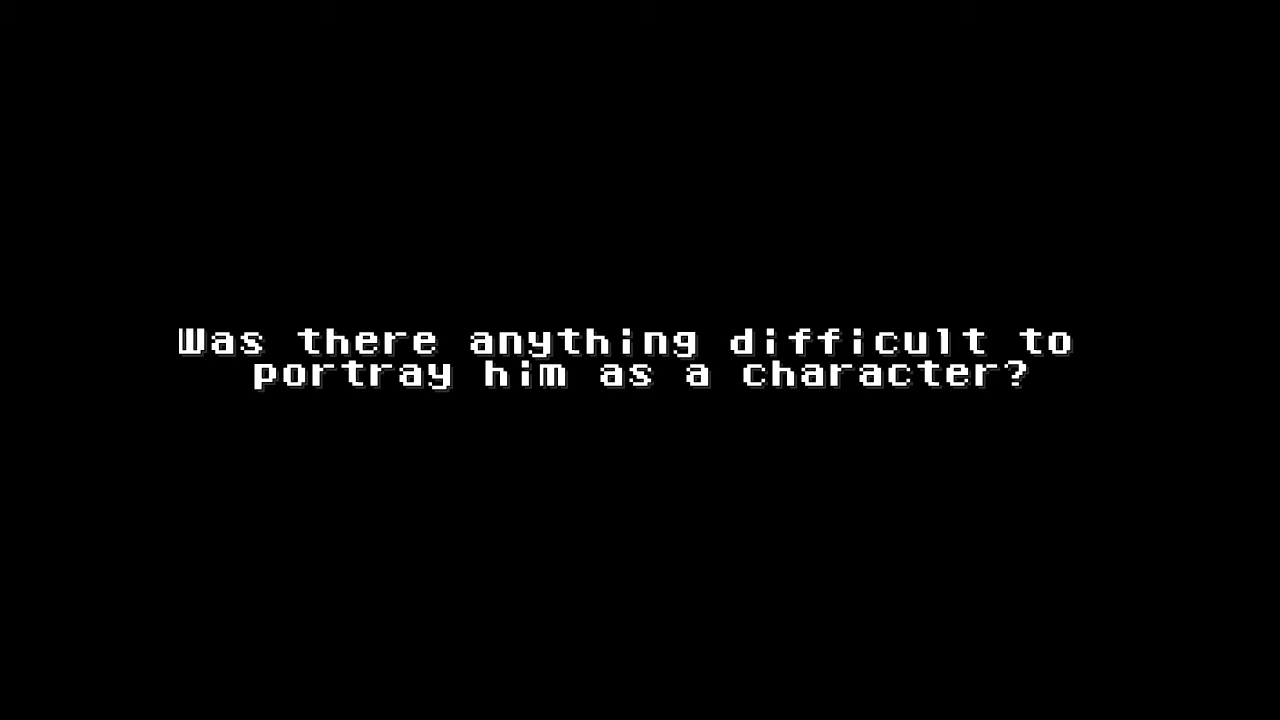 Was there anything difficult to
portray him as a character?